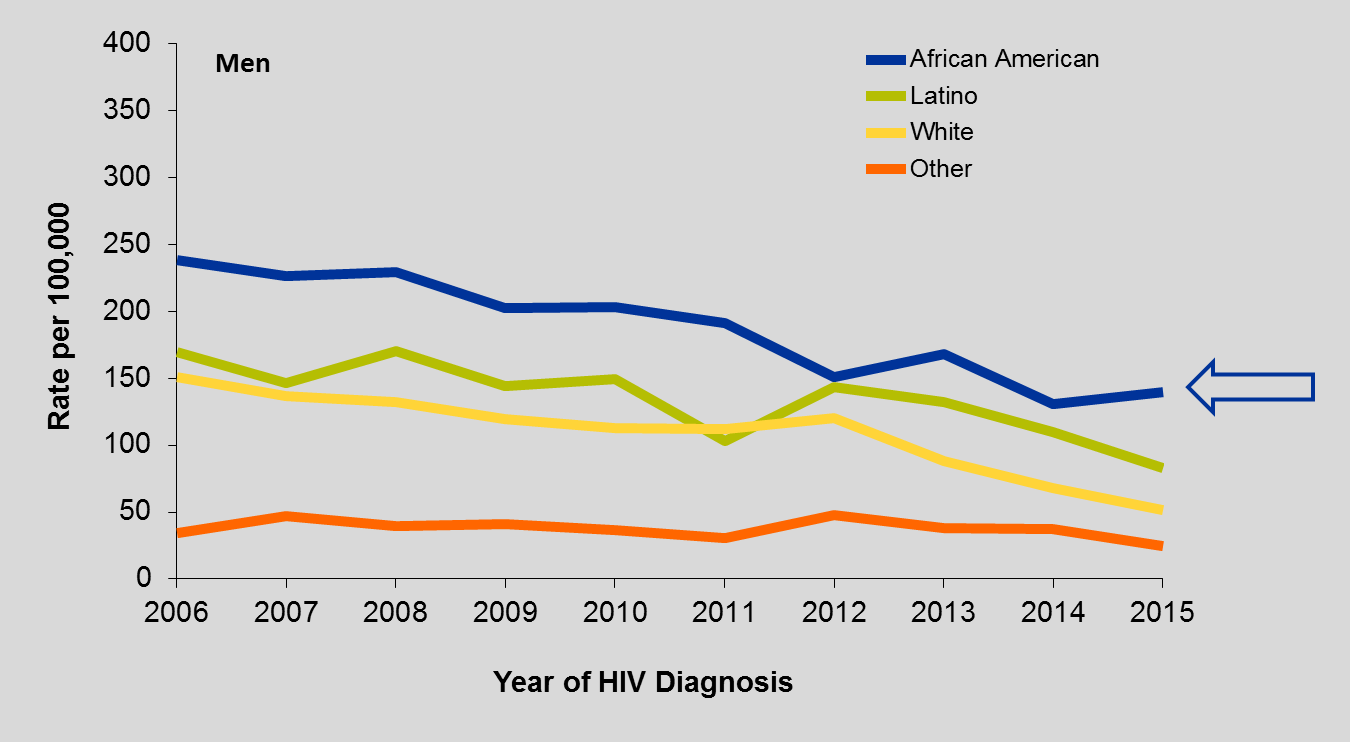 Men
African American
Latino
White
Other
400
350
300
250
200
150
100
50
0
Rate per 100,000
2006 2007 2008 2009 2010 2011 2012 2013 2014 2015
Year of HIV Diagnosis